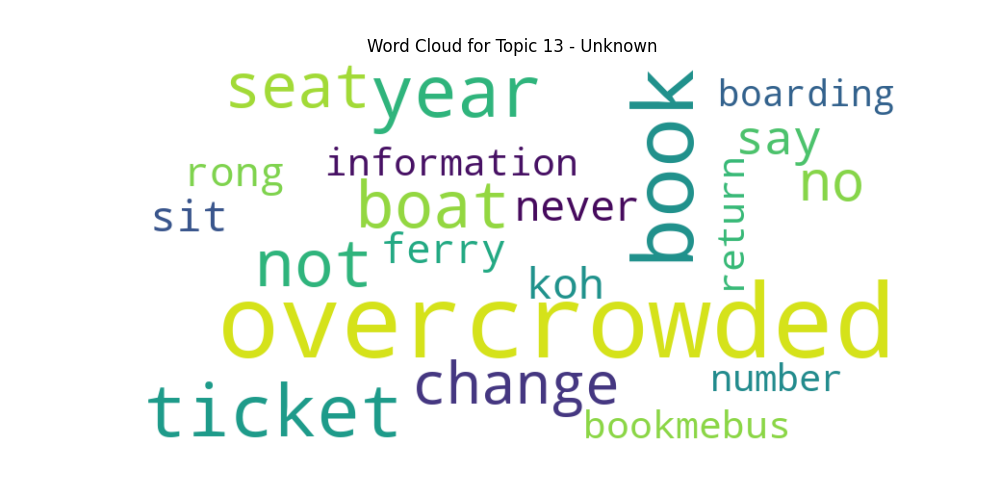 Word Cloud for Topic 13 - Unknown
seat
year
book
boarding
say
rong
information
no
sit
boat
never
return
not
ferry
koh
overcrowded
ticket
change
number
bookmebus